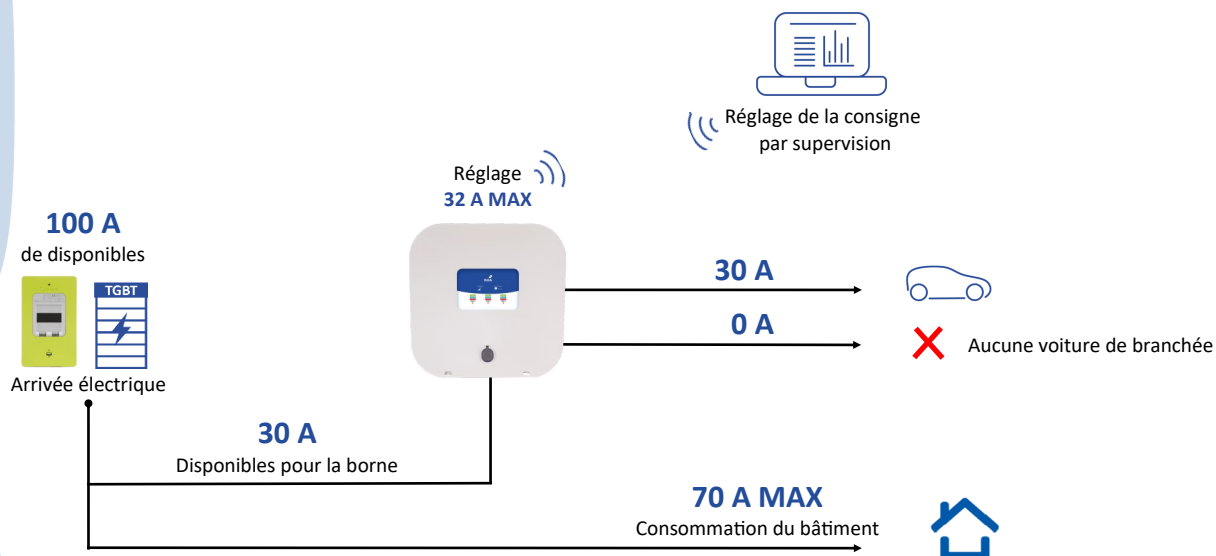 Réglage de la consigne
par supervision
Réglage
32 A MAX
100 A
de disponibles
TGBT
Arrivée électrique
30 A
0 A
Aucune voiture de branchée
30 A
Disponibles pour la borne
70 A MAX
Consommation du bâtiment